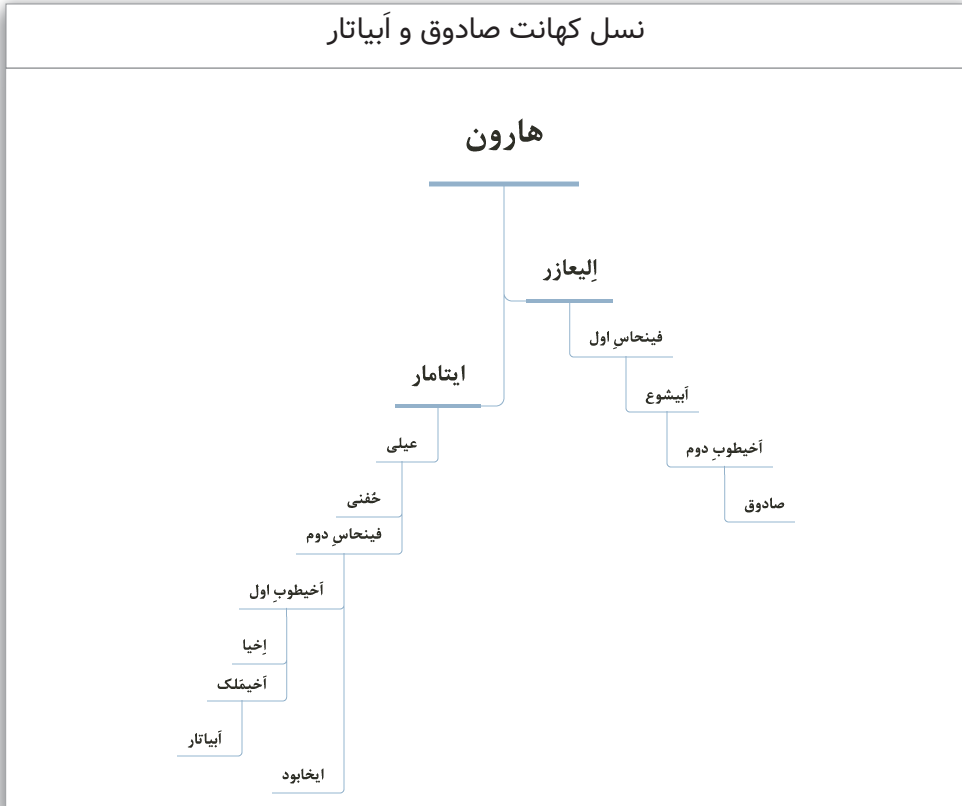 نسل کهانت صادوق و اَبیاتار
هارون
اِلیعازر
فینحاسِ اول
اَبیشوع
اَخیطوبِ دوم
صادوق
ایتامار
عیلی
حُفنی
فینحاسِ دوم
اَخیطوبِ اول
اِخیا
اَخیمَلک
اَبیاتار
ایخابود